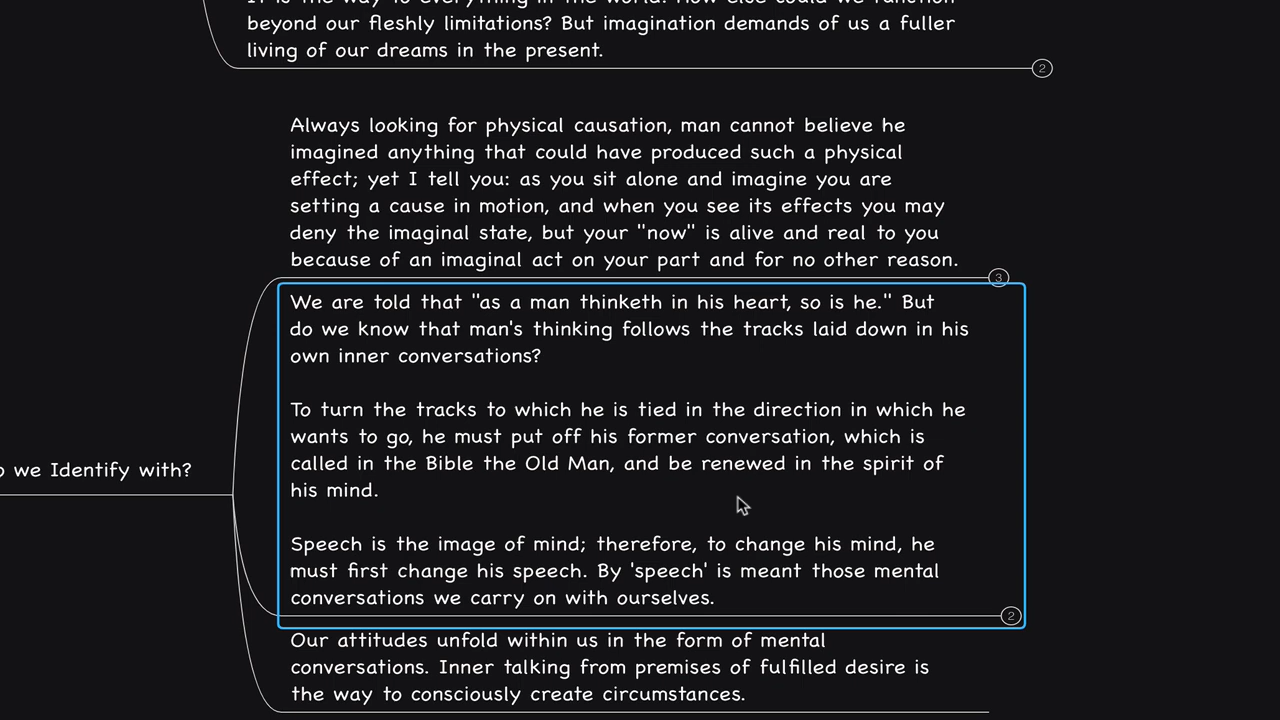 beyond our fleshly limitations? But imagination demands of us a fuller
living of our dreams in the present.
2
Always looking for physical causation, man cannot believe he
imagined anything that could have produced such a physical
effect; yet I tell you: as you sit alone and imagine you are
setting a cause in motion, and when you see its effects you may
deny the imaginal state, but your "now" is alive and real to you
because of an imaginal act on your part and for no other reason.
3
We are told that "as a man thinketh in his heart, so is he." But
do we know that man's thinking follows the tracks laid down in his
own inner conversations?
To turn the tracks to which he is tied in the direction in which he
wants to go, he must put off his former conversation, which is
called in the Bible the Old Man, and be renewed in the spirit of
his mind.
we Identify with?
Speech is the image of mind; therefore, to change his mind, he
must first change his speech. By 'speech' is meant those mental
conversations we carry on with ourselves.
2
Our attitudes unfold within us in the form of mental
conversations. Inner talking from premises of fulfilled desire is
the way to consciously create circumstances.